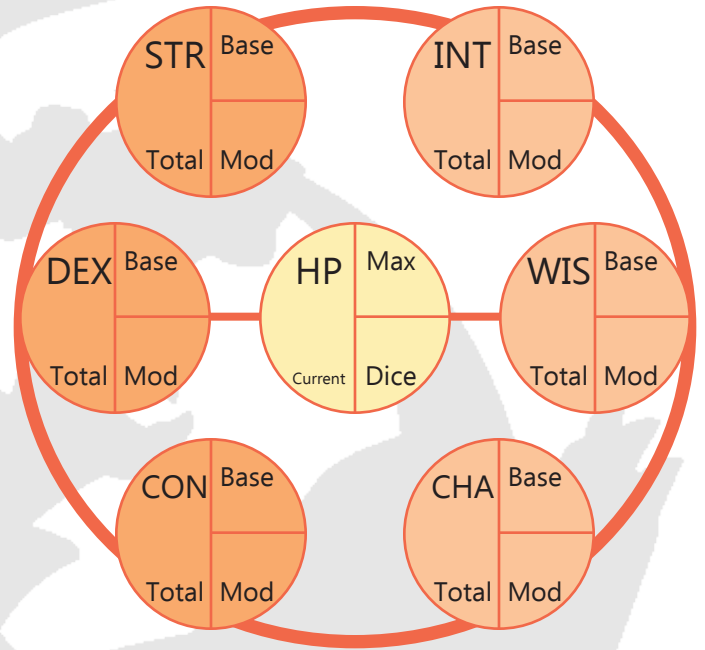 STR Base
Total Mod
INT Base
Total Mod
DEX Base
Total Mod
HP Max
Current Dice
WIS Base
Total Mod
CON Base
Total Mod
CHA Base
Total Mod